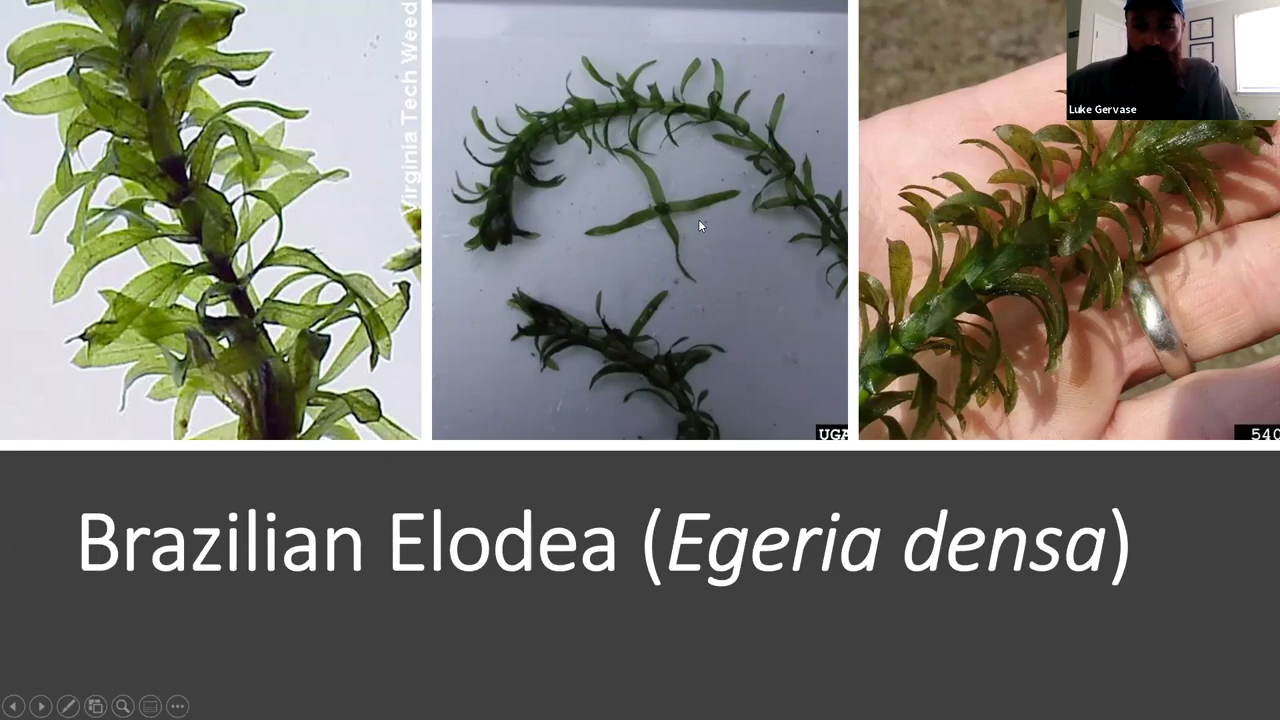 Virginia Tech Weed
Luke Gervase
UGA
540
Brazilian Elodea (Egeria densa)